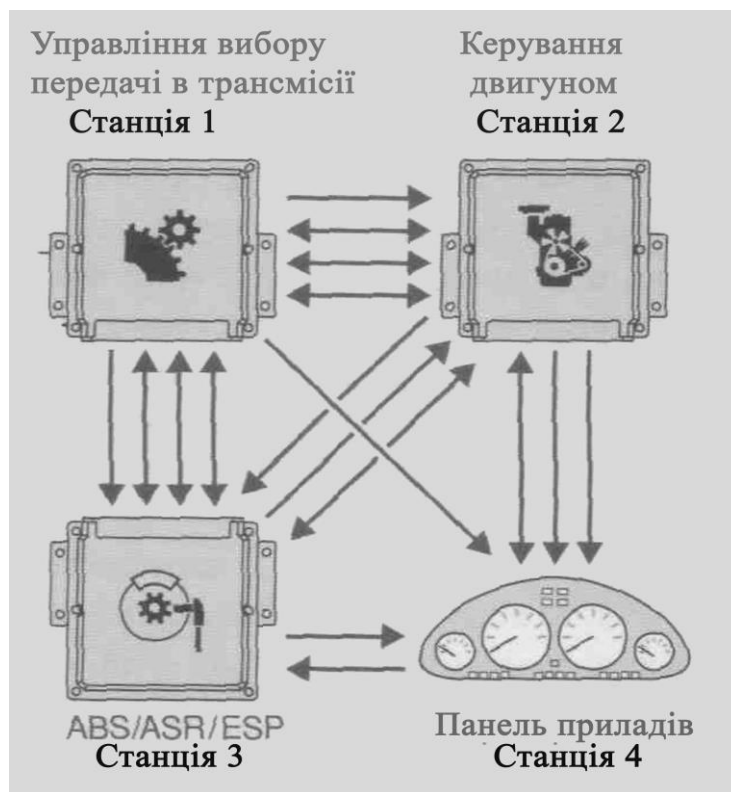 Управління вибору
передачі в трансмісії
Станція 1
Керування
двигуном
Станція 2
ABS/ASR/ESP
Станція 3
Панель приладів
Станція 4